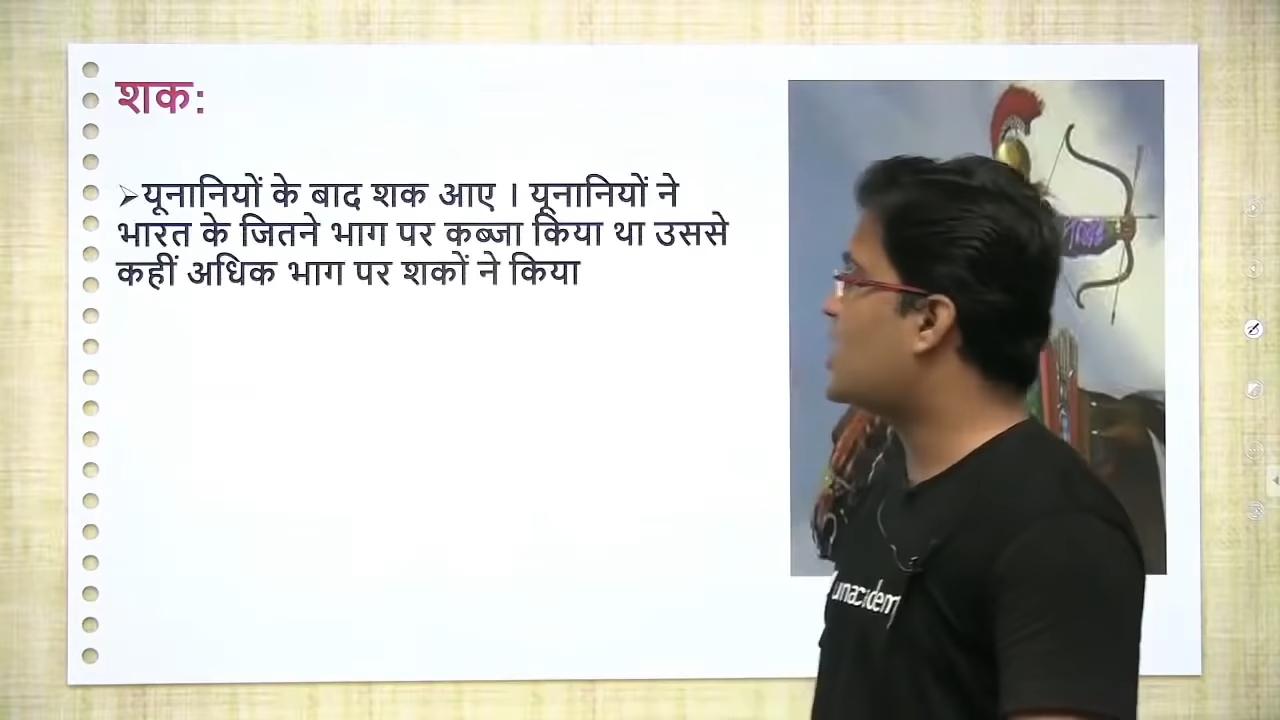 शक:
➢यूनानियों के बाद शक आए । यूनानियों ने
भारत के जितने भाग पर कब्जा किया था उससे
कहीं अधिक भाग पर शकों ने किया
unacademy